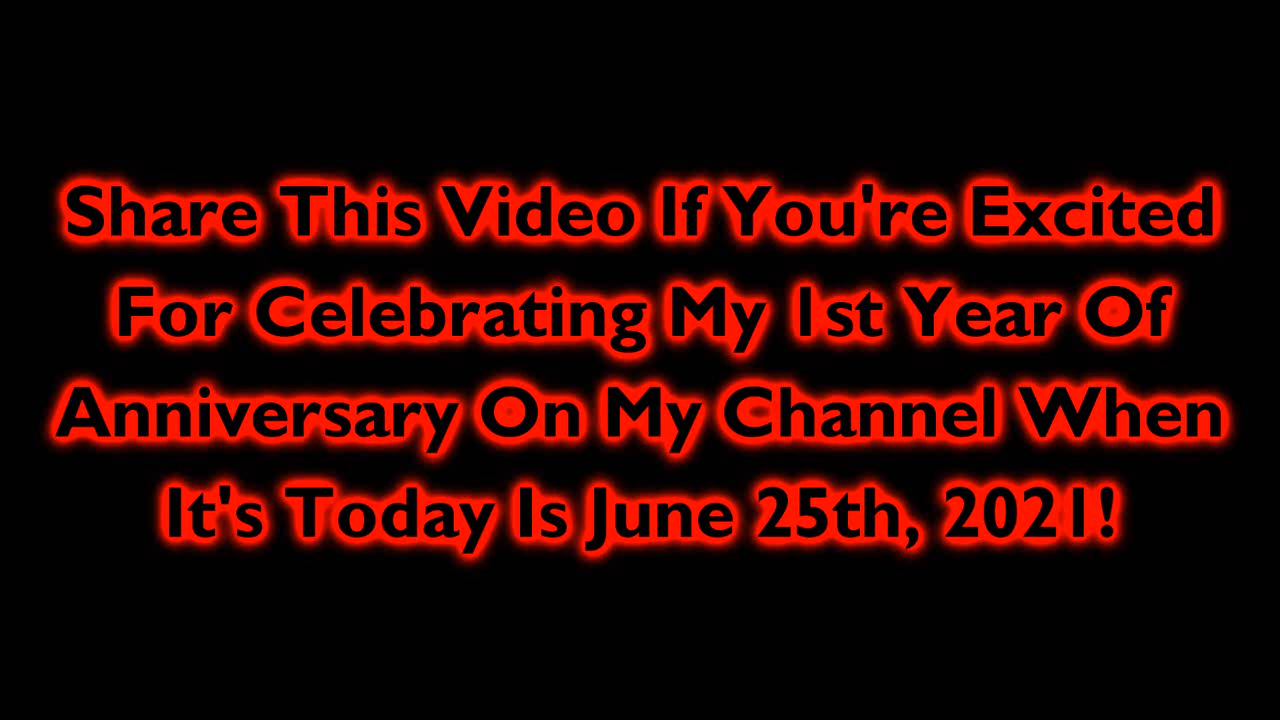 Share This Video If You're Excited
For Celebrating My 1st Year Of
Anniversary On My Channel When
It's Today Is June 25th, 2021!